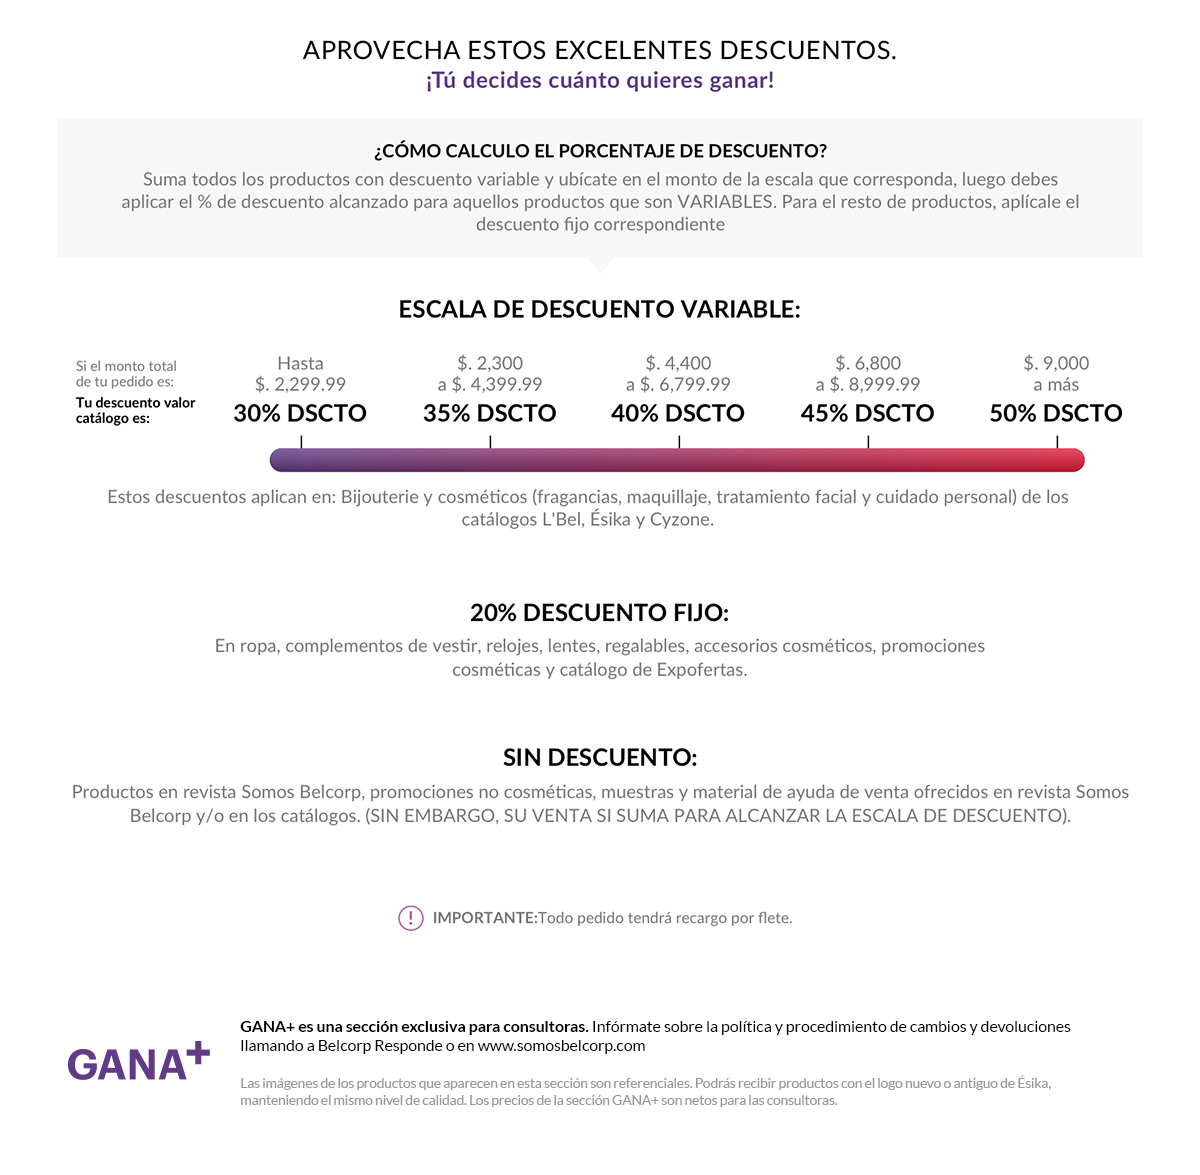 APROVECHA ESTOS EXCELENTES DESCUENTOS.
¡Tú decides cuánto quieres ganar!
¿CÓMO CALCULO EL PORCENTAJE DE DESCUENTO?
Suma todos los productos con descuento variable y ubícate en el monto de la escala que corresponda, luego debes
aplicar el % de descuento alcanzado para aquellos productos que son VARIABLES. Para el resto de productos, aplícale el
descuento fijo correspondiente
ESCALA DE DESCUENTO VARIABLE:
Si el monto total
de tu pedido es:
Tu descuento valor
catálogo es:
Hasta
$. 2,299.99
30% DSCTO
$. 2,300
a $. 4,399.99
35% DSCTO
$. 4,400
a $. 6,799.99
40% DSCTO
$. 6,800
a $. 8,999.99
45% DSCTO
$. 9,000
a más
50% DSCTO
Estos descuentos aplican en: Bijouterie y cosméticos (fragancias, maquillaje, tratamiento facial y cuidado personal) de los
catálogos L'Bel, Ésika y Cyzone.
20% DESCUENTO FIJO:
En ropa, complementos de vestir, relojes, lentes, regalables, accesorios cosméticos, promociones
cosméticas y catálogo de Expofertas.
SIN DESCUENTO:
Productos en revista Somos Belcorp, promociones no cosméticas, muestras y material de ayuda de venta ofrecidos en revista Somos
Belcorp y/o en los catálogos. (SIN EMBARGO, SU VENTA SI SUMA PARA ALCANZAR LA ESCALA DE DESCUENTO).
! IMPORTANTE:Todo pedido tendrá recargo por flete.
GANA+
GANA+ es una sección exclusiva para consultoras. Infórmate sobre la política y procedimiento de cambios y devoluciones
llamando a Belcorp Responde o en www.somosbelcorp.com
Las imágenes de los productos que aparecen en esta sección son referenciales. Podrás recibir productos con el logo nuevo o antiguo de Ésika,
manteniendo el mismo nivel de calidad. Los precios de la sección GANA+ son netos para las consultoras.